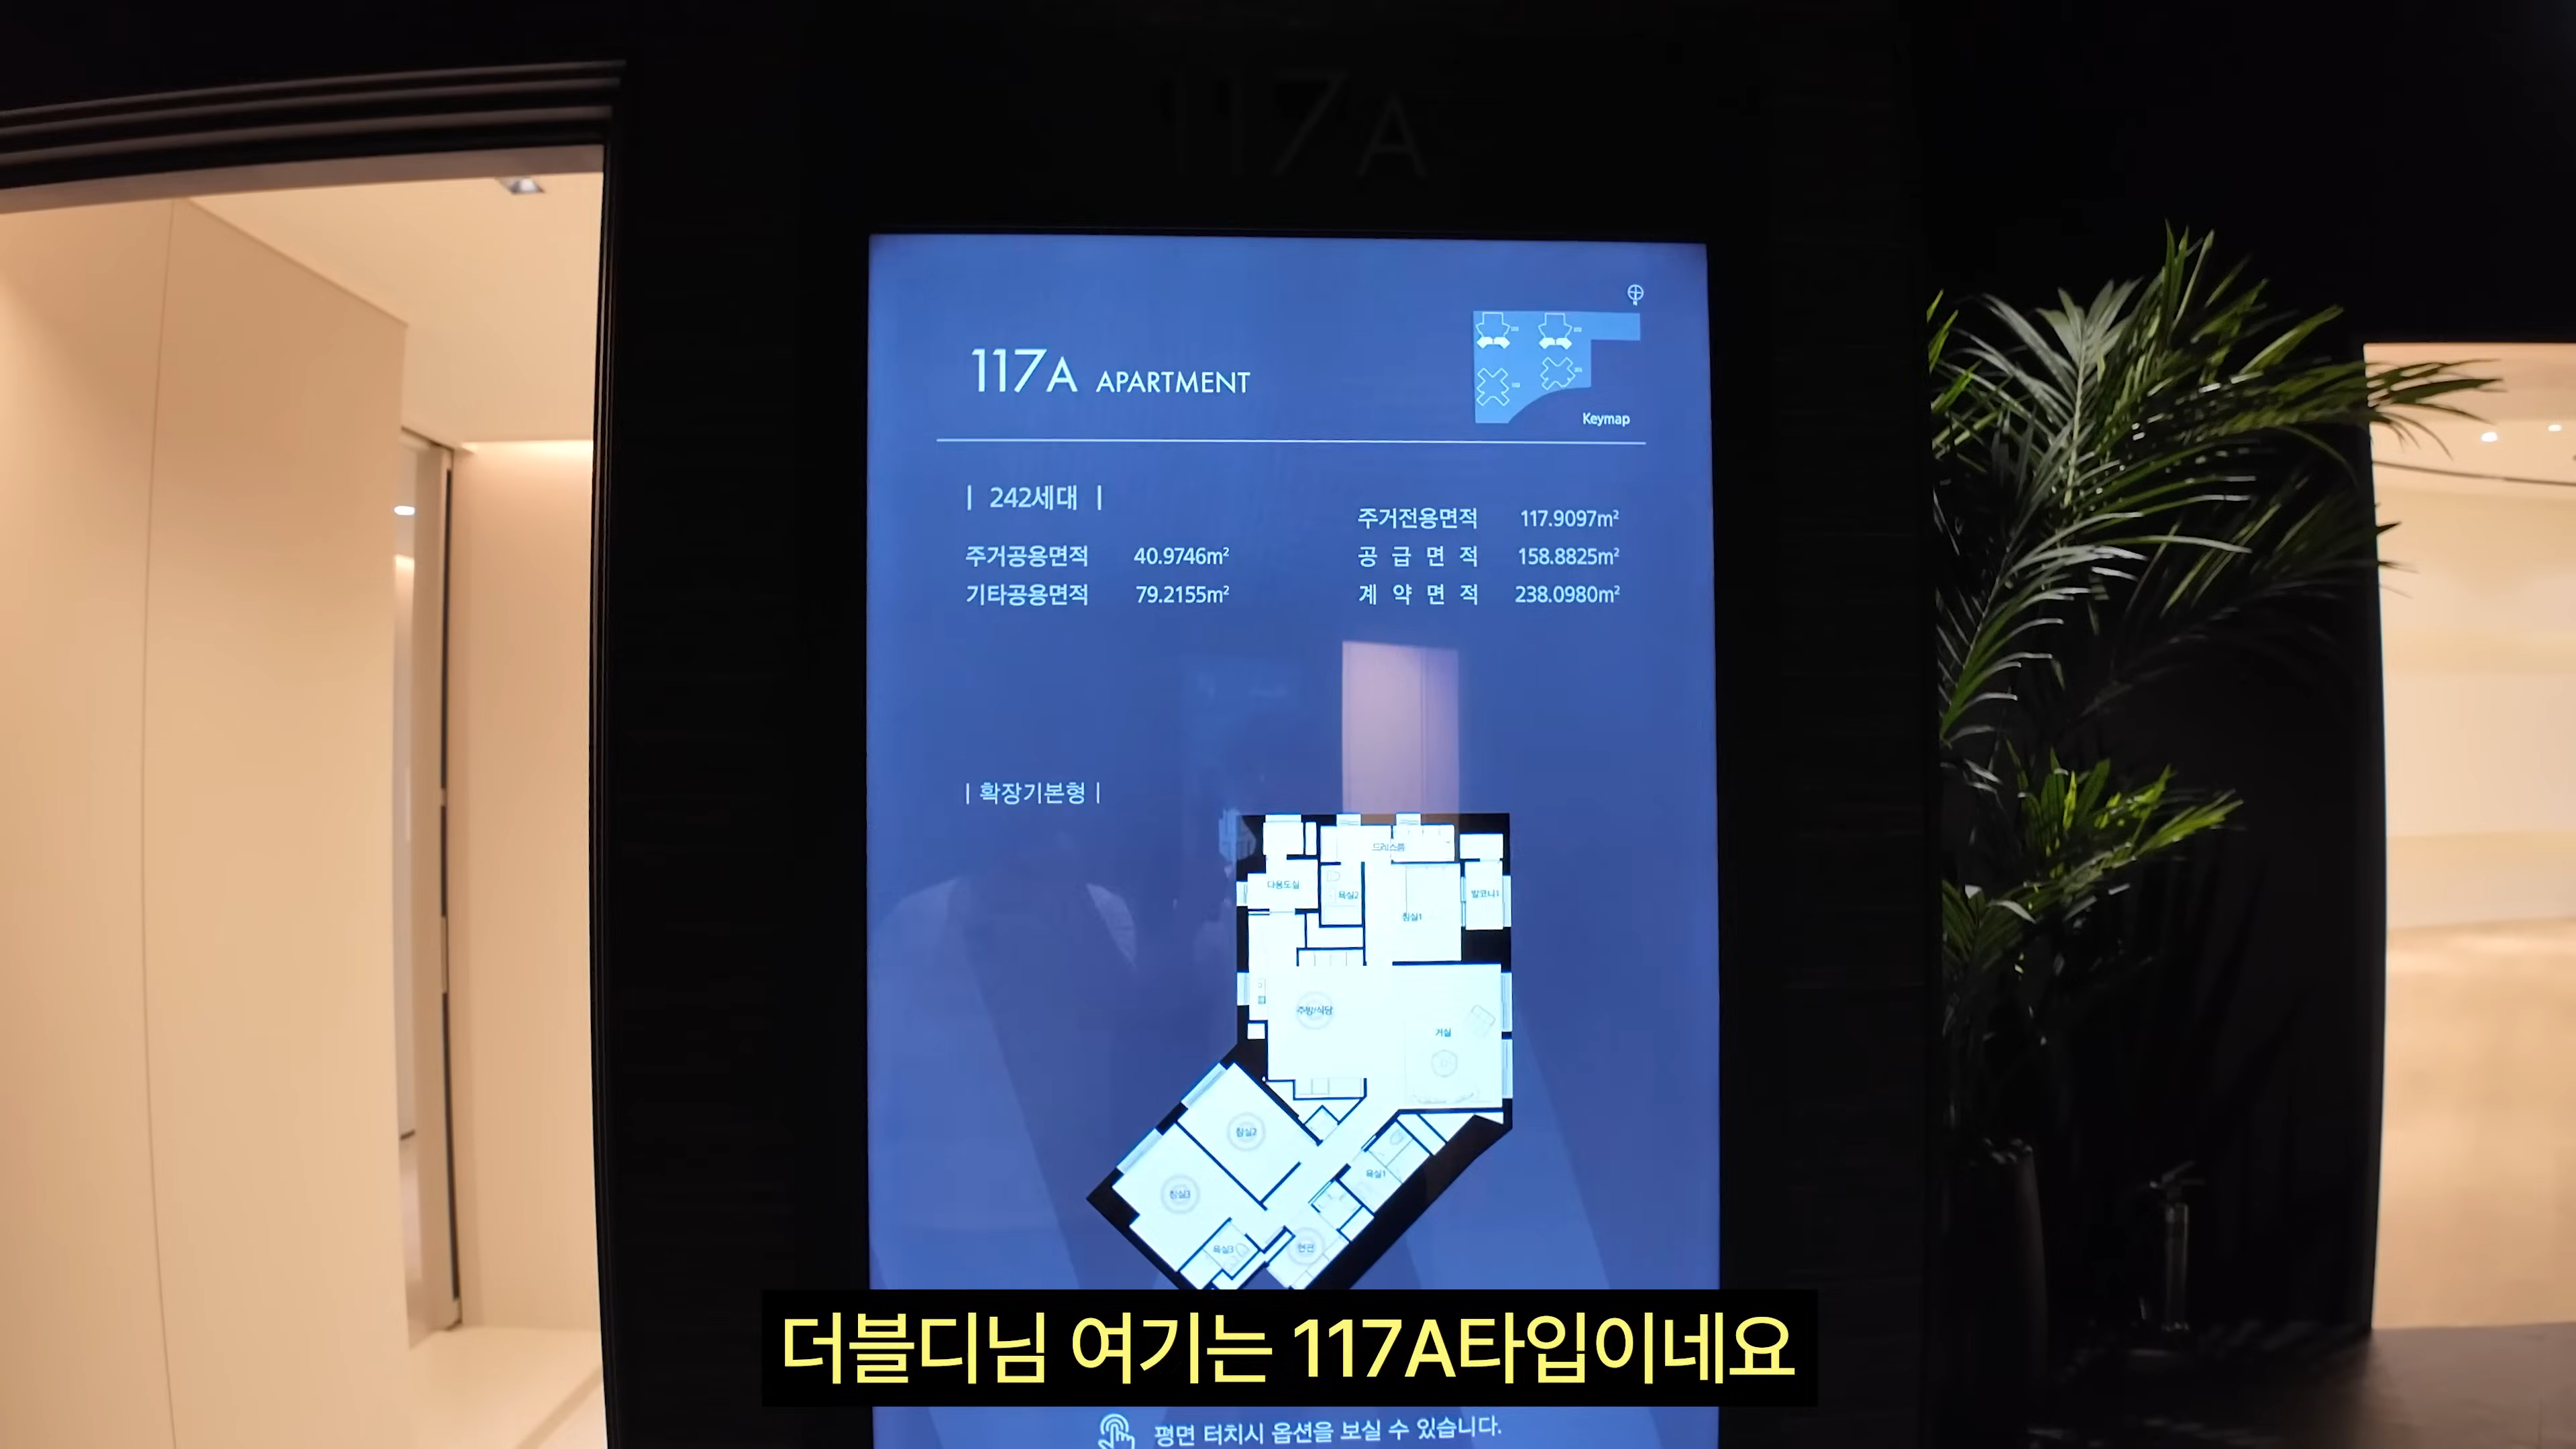 117A
117A APARTMENT
Keymap
| 242세대 |
주거전용면적 117.9097m²
주거공용면적 40.9746m²
공급면적 158.8825m²
기타공용면적 79.2155m²
계약면적 238.0980m²
| 확장기본형 |
드레스룸
다용도실
욕실2
발코니1
침실1
주방/식당
거실
침실2
욕실1
침실3
욕실3
현관
더블디님 여기는 117A타입이네요
평면 터치시 옵션을 보실 수 있습니다.